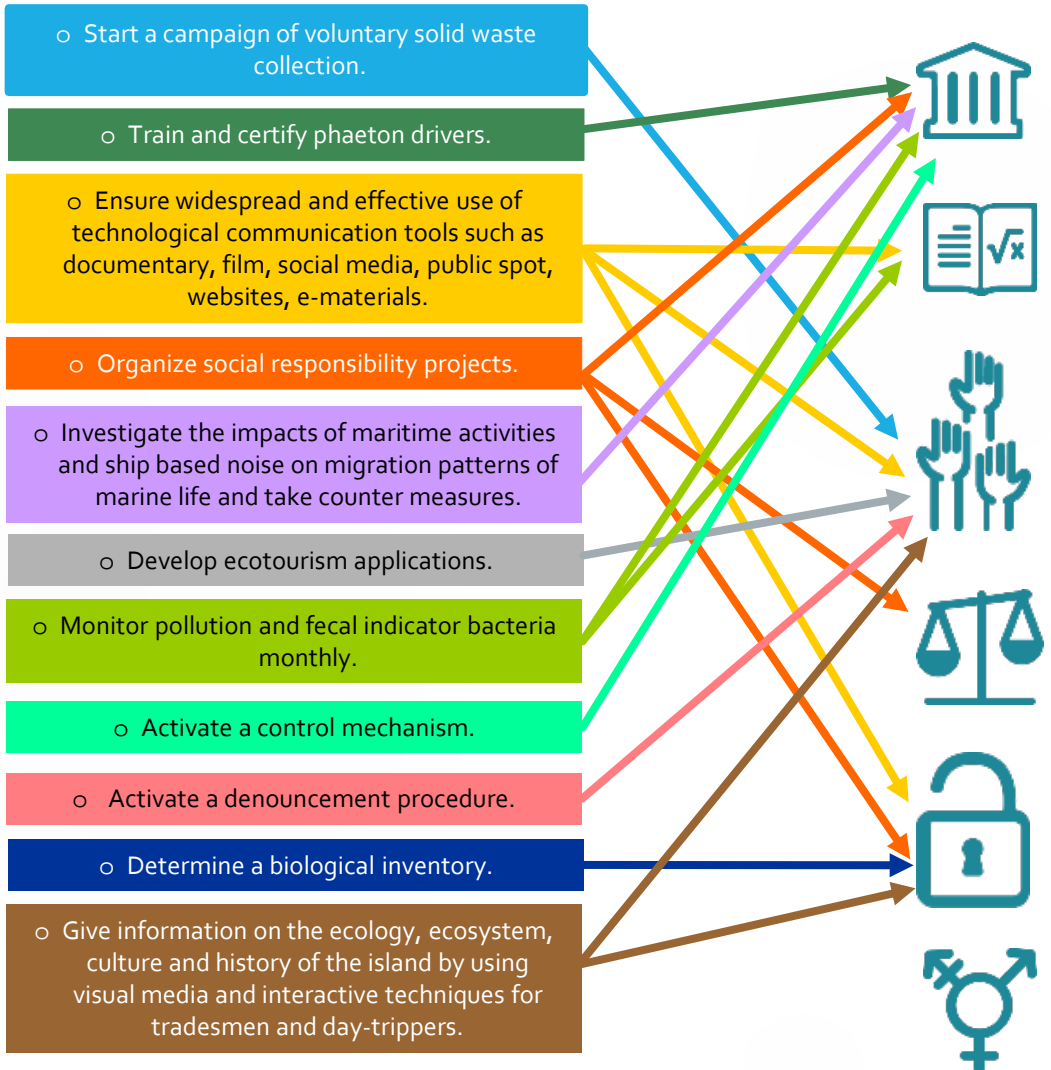 o Start a campaign of voluntary solid waste
collection.
o Train and certify phaeton drivers.
o Ensure widespread and effective use of
technological communication tools such as
documentary, film, social media, public spot,
websites, e-materials.
√x
o Organize social responsibility projects.
o Investigate the impacts of maritime activities
and ship based noise on migration patterns of
marine life and take counter measures.
o Develop ecotourism applications.
o Monitor pollution and fecal indicator bacteria
monthly.
o Activate a control mechanism.
o Activate a denouncement procedure.
o Determine a biological inventory.
o Give information on the ecology, ecosystem,
culture and history of the island by using
visual media and interactive techniques for
tradesmen and day-trippers.